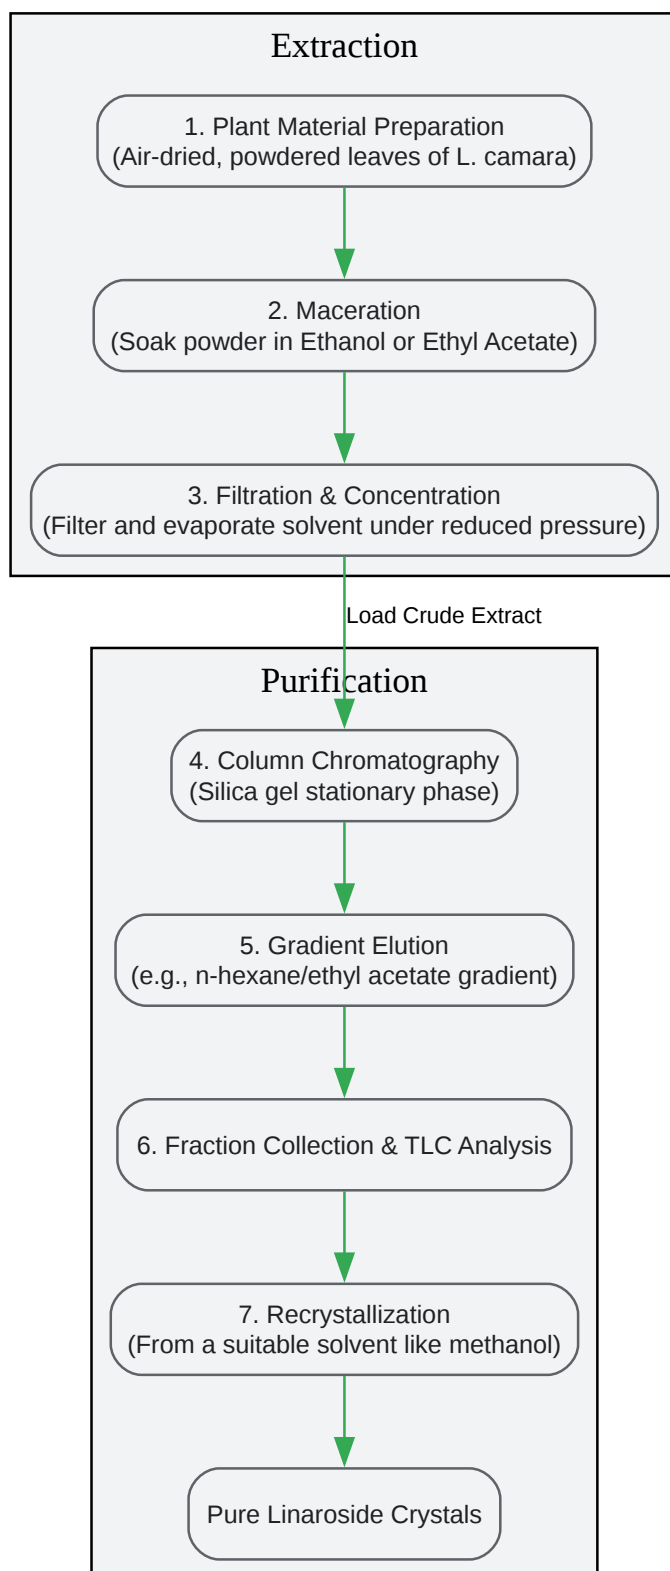 Extraction
1. Plant Material Preparation
(Air-dried, powdered leaves of L. camara)
2. Maceration
(Soak powder in Ethanol or Ethyl Acetate)
3. Filtration & Concentration
(Filter and evaporate solvent under reduced pressure)
Load Crude Extract
Purification
4. Column Chromatography
(Silica gel stationary phase)
5. Gradient Elution
(e.g., n-hexane/ethyl acetate gradient)
6. Fraction Collection & TLC Analysis
7. Recrystallization
(From a suitable solvent like methanol)
Pure Linaroside Crystals